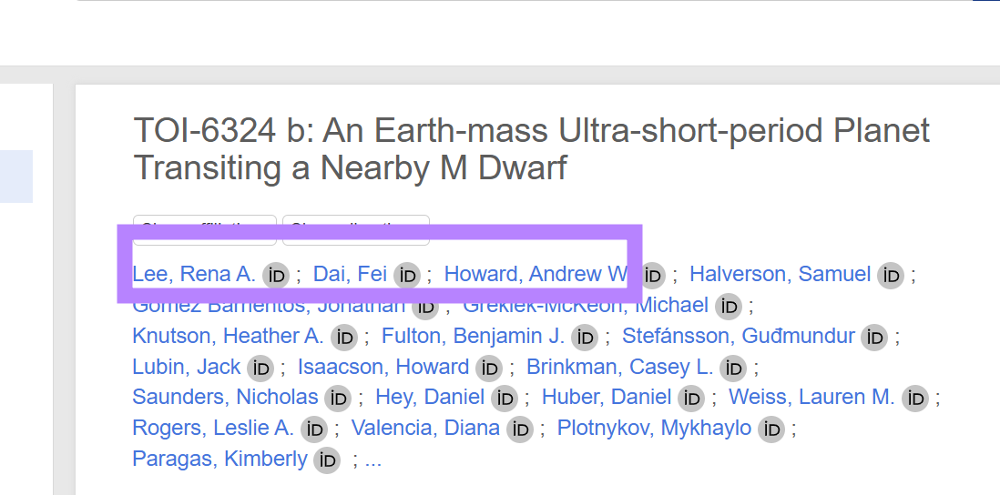 TOI-6324 b: An Earth-mass Ultra-short-period Planet
Transiting a Nearby M Dwarf
Lee, Rena A. iD ; Dai, Fei iD ; Howard, Andrew W iD ; Halverson, Samuel iD ;
Gomez Barrientos, Jonathan iD ; Greklek-McKeon, Michael iD ;
Knutson, Heather A. iD ; Fulton, Benjamin J. iD ; Stefánsson, Guđmundur iD ;
Lubin, Jack iD ; Isaacson, Howard iD ; Brinkman, Casey L. iD ;
Saunders, Nicholas iD ; Hey, Daniel iD ; Huber, Daniel iD ; Weiss, Lauren M. iD ;
Rogers, Leslie A. iD ; Valencia, Diana iD ; Plotnykov, Mykhaylo iD ;
Paragas, Kimberly iD ; ...